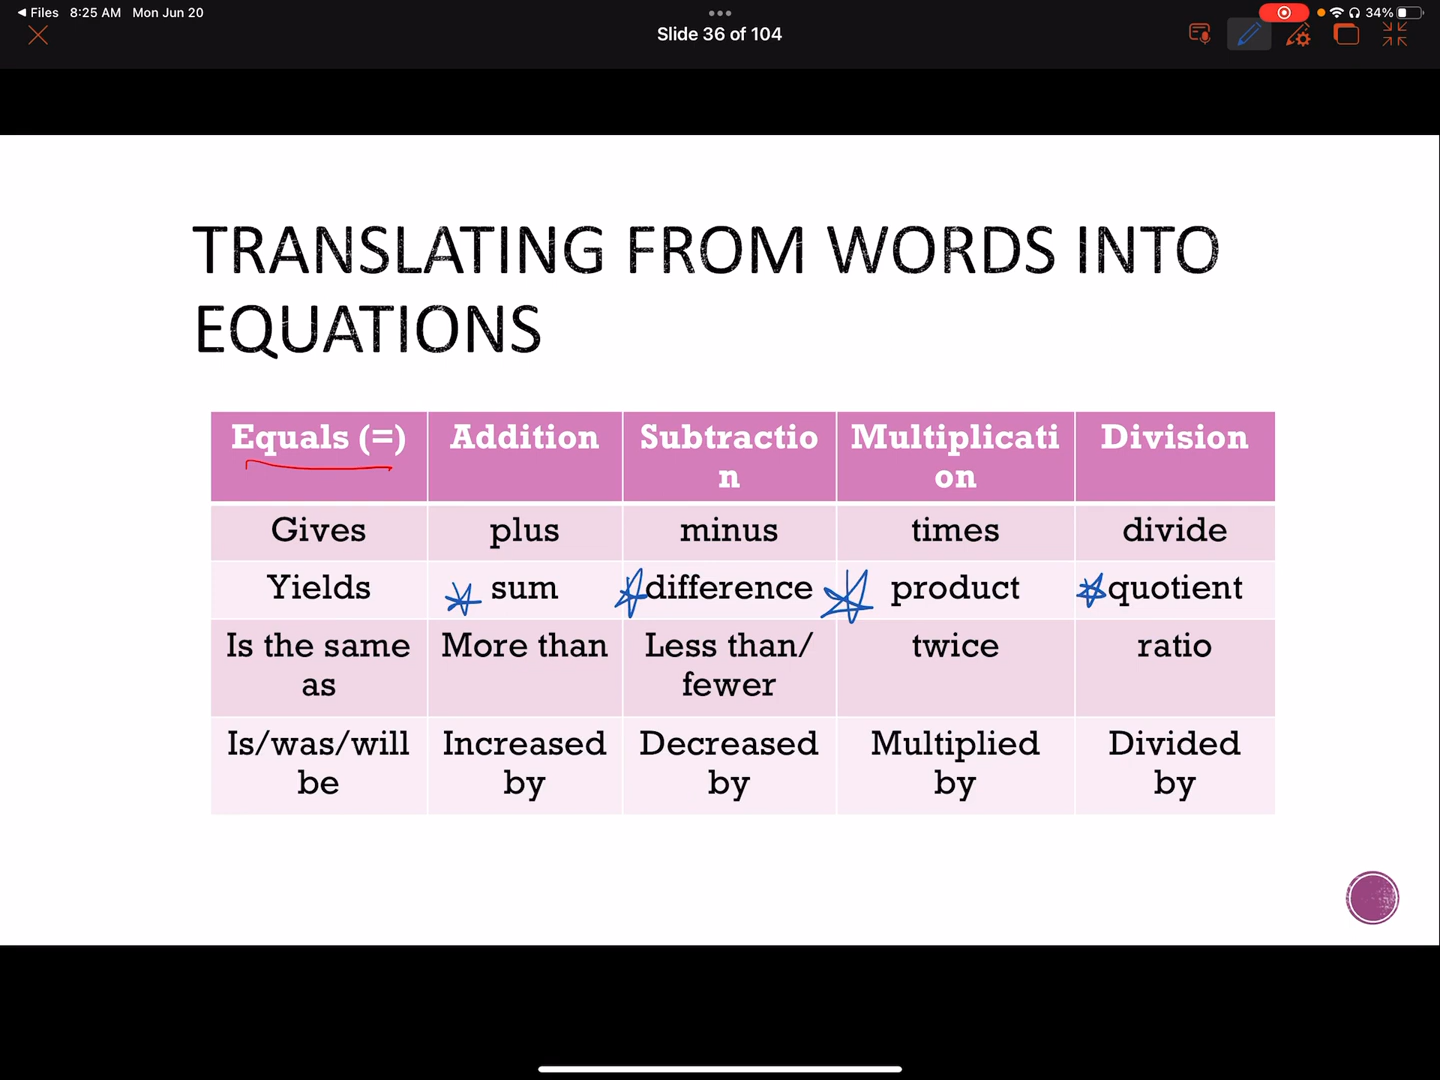 ◀ Files 8:25 AM Mon Jun 20
34%
Slide 36 of 104
TRANSLATING FROM WORDS INTO
EQUATIONS
Equals (=) Addition Subtractio Multiplicati Division
n on
Gives plus minus times divide
Yields sum difference product quotient
Is the same More than Less than/ twice ratio
as fewer
Is/was/will Increased Decreased Multiplied Divided
be by by by by